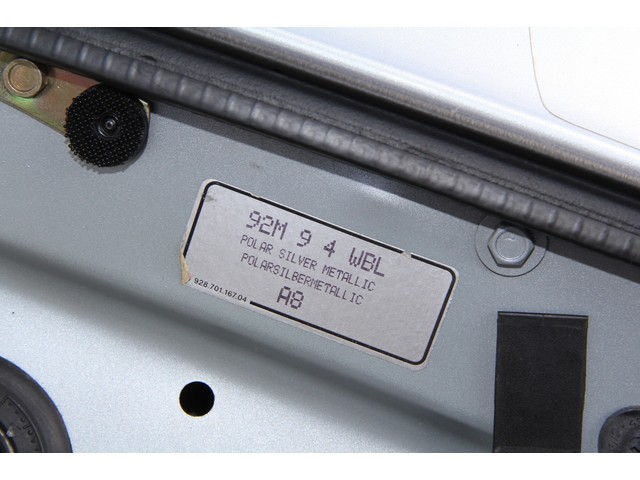 92M 9 4 WBL
POLAR SILVER METALLIC
POLARSILBERMETALLIC
A8
928.701.167.04